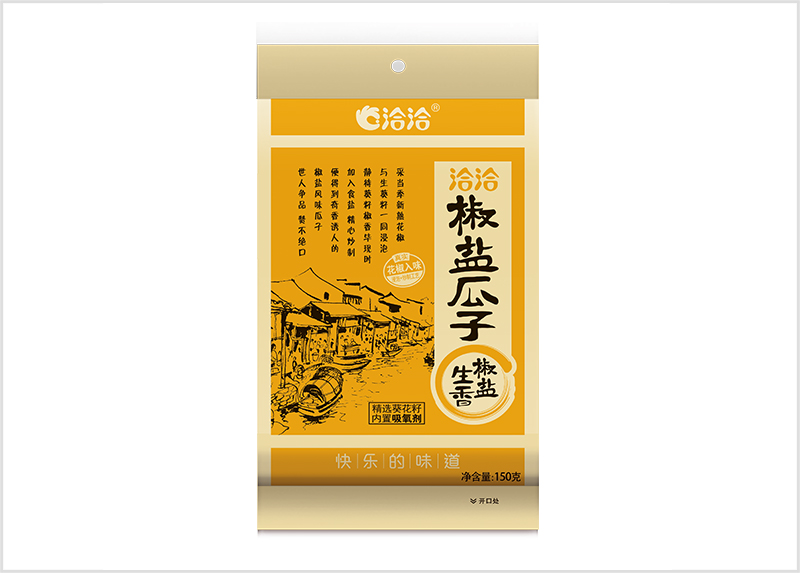 洽洽®
采当季新熟花椒
与生葵籽一同浸泡
静待葵籽椒香毕现时
加入食盐 精心炒制
便得到奇香诱人的
椒盐风味瓜子
世人争品 赞不绝口
洽洽
椒盐瓜子
椒盐
生香
花椒入味
精选葵花籽
内置吸氧剂
快乐的味道
净含量:150克
开口处